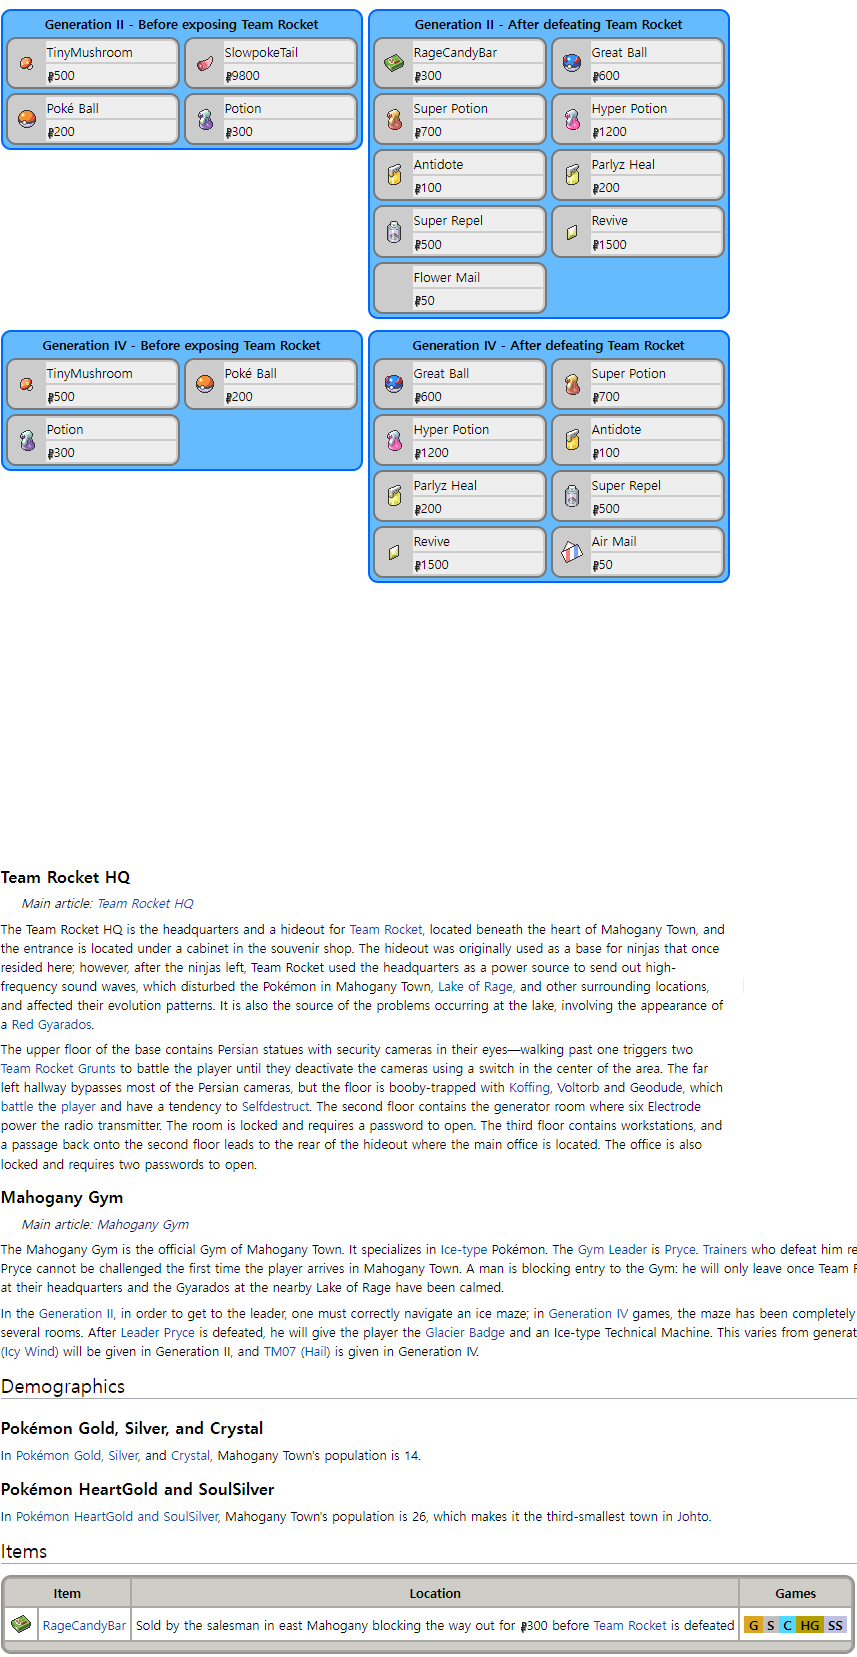 Generation II - Before exposing Team Rocket
TinyMushroom
₽500
SlowpokeTail
₽9800
Poké Ball
₽200
Potion
₽300
Generation II - After defeating Team Rocket
RageCandyBar
₽300
Great Ball
₽600
Super Potion
₽700
Hyper Potion
₽1200
Antidote
₽100
Parlyz Heal
₽200
Super Repel
₽500
Revive
₽1500
Flower Mail
₽50
Generation IV - Before exposing Team Rocket
TinyMushroom
₽500
Poké Ball
₽200
Potion
₽300
Generation IV - After defeating Team Rocket
Great Ball
₽600
Super Potion
₽700
Hyper Potion
₽1200
Antidote
₽100
Parlyz Heal
₽200
Super Repel
₽500
Revive
₽1500
Air Mail
₽50
Team Rocket HQ
Main article: Team Rocket HQ
The Team Rocket HQ is the headquarters and a hideout for Team Rocket, located beneath the heart of Mahogany Town, and
the entrance is located under a cabinet in the souvenir shop. The hideout was originally used as a base for ninjas that once
resided here; however, after the ninjas left, Team Rocket used the headquarters as a power source to send out high-
frequency sound waves, which disturbed the Pokémon in Mahogany Town, Lake of Rage, and other surrounding locations,
and affected their evolution patterns. It is also the source of the problems occurring at the lake, involving the appearance of
a Red Gyarados.
The upper floor of the base contains Persian statues with security cameras in their eyes—walking past one triggers two
Team Rocket Grunts to battle the player until they deactivate the cameras using a switch in the center of the area. The far
left hallway bypasses most of the Persian cameras, but the floor is booby-trapped with Koffing, Voltorb and Geodude, which
battle the player and have a tendency to Selfdestruct. The second floor contains the generator room where six Electrode
power the radio transmitter. The room is locked and requires a password to open. The third floor contains workstations, and
a passage back onto the second floor leads to the rear of the hideout where the main office is located. The office is also
locked and requires two passwords to open.
Mahogany Gym
Main article: Mahogany Gym
The Mahogany Gym is the official Gym of Mahogany Town. It specializes in Ice-type Pokémon. The Gym Leader is Pryce. Trainers who defeat him re
Pryce cannot be challenged the first time the player arrives in Mahogany Town. A man is blocking entry to the Gym: he will only leave once Team
at their headquarters and the Gyarados at the nearby Lake of Rage have been calmed.
In the Generation II, in order to get to the leader, one must correctly navigate an ice maze; in Generation IV games, the maze has been completely
several rooms. After Leader Pryce is defeated, he will give the player the Glacier Badge and an Ice-type Technical Machine. This varies from generat
(Icy Wind) will be given in Generation II, and TM07 (Hail) is given in Generation IV.
Demographics
Pokémon Gold, Silver, and Crystal
In Pokémon Gold, Silver, and Crystal, Mahogany Town's population is 14.
Pokémon HeartGold and SoulSilver
In Pokémon HeartGold and SoulSilver, Mahogany Town's population is 26, which makes it the third-smallest town in Johto.
Items
Item Location Games
RageCandyBar Sold by the salesman in east Mahogany blocking the way out for ₽300 before Team Rocket is defeated G S C HG SS